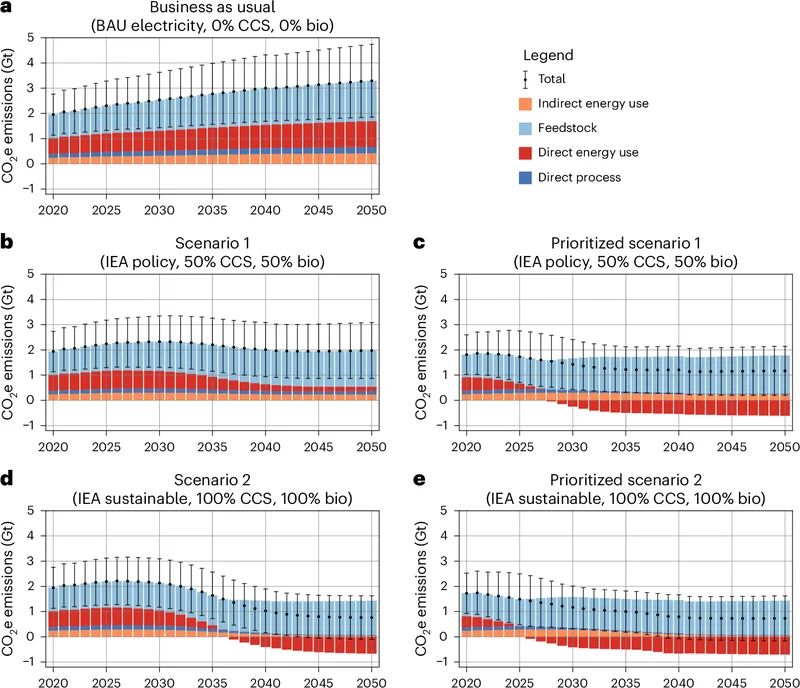 a
Business as usual
(BAU electricity, 0% CCS, 0% bio)
CO2e emissions (Gt)
5
4
3
2
1
0
–1
2020 2025 2030 2035 2040 2045 2050
Legend
Total
Indirect energy use
Feedstock
Direct energy use
Direct process
b
Scenario 1
(IEA policy, 50% CCS, 50% bio)
CO2e emissions (Gt)
5
4
3
2
1
0
–1
2020 2025 2030 2035 2040 2045 2050
c
Prioritized scenario 1
(IEA policy, 50% CCS, 50% bio)
CO2e emissions (Gt)
5
4
3
2
1
0
–1
2020 2025 2030 2035 2040 2045 2050
d
Scenario 2
(IEA sustainable, 100% CCS, 100% bio)
CO2e emissions (Gt)
5
4
3
2
1
0
–1
2020 2025 2030 2035 2040 2045 2050
e
Prioritized scenario 2
(IEA sustainable, 100% CCS, 100% bio)
CO2e emissions (Gt)
5
4
3
2
1
0
–1
2020 2025 2030 2035 2040 2045 2050